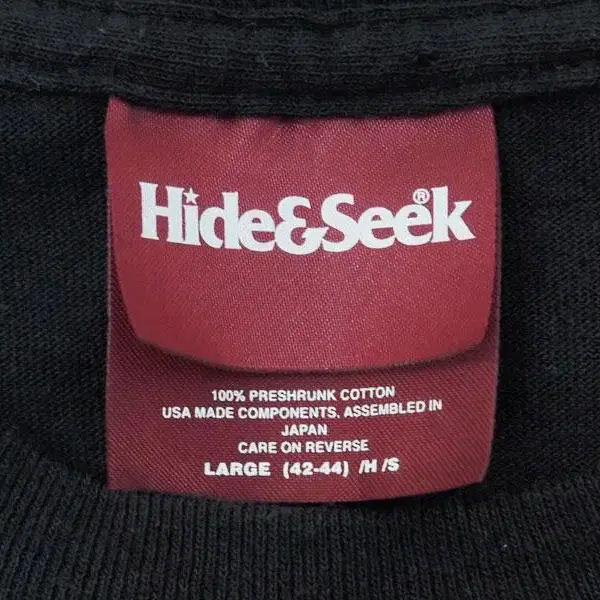 Hide&Seek®
100% PRESHRUNK COTTON
USA MADE COMPONENTS. ASSEMBLED IN
JAPAN
CARE ON REVERSE
LARGE (42-44) /H /S